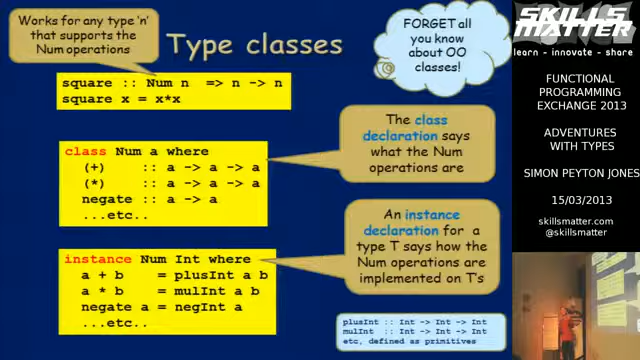 Works for any type 'n'
that supports the
Num operations
Type classes
FORGET all
you know
about OO
classes!
square :: Num n  => n -> n
square x = x*x
The class
declaration says
what the Num
operations are
class Num a where
(+)    :: a -> a -> a
(*)    :: a -> a -> a
negate :: a -> a
...etc..
An instance
declaration for a
type T says how the
Num operations are
implemented on T's
instance Num Int where
a + b    = plusInt a b
a * b    = mulInt a b
negate a = negInt a
...etc..
plusInt :: Int -> Int -> Int
mulInt  :: Int -> Int -> Int
etc, defined as primitives
SKILLS
MATTER
learn - innovate - share
FUNCTIONAL
PROGRAMMING
EXCHANGE 2013
ADVENTURES
WITH TYPES
SIMON PEYTON JONES
15/03/2013
skillsmatter.com
@skillsmatter